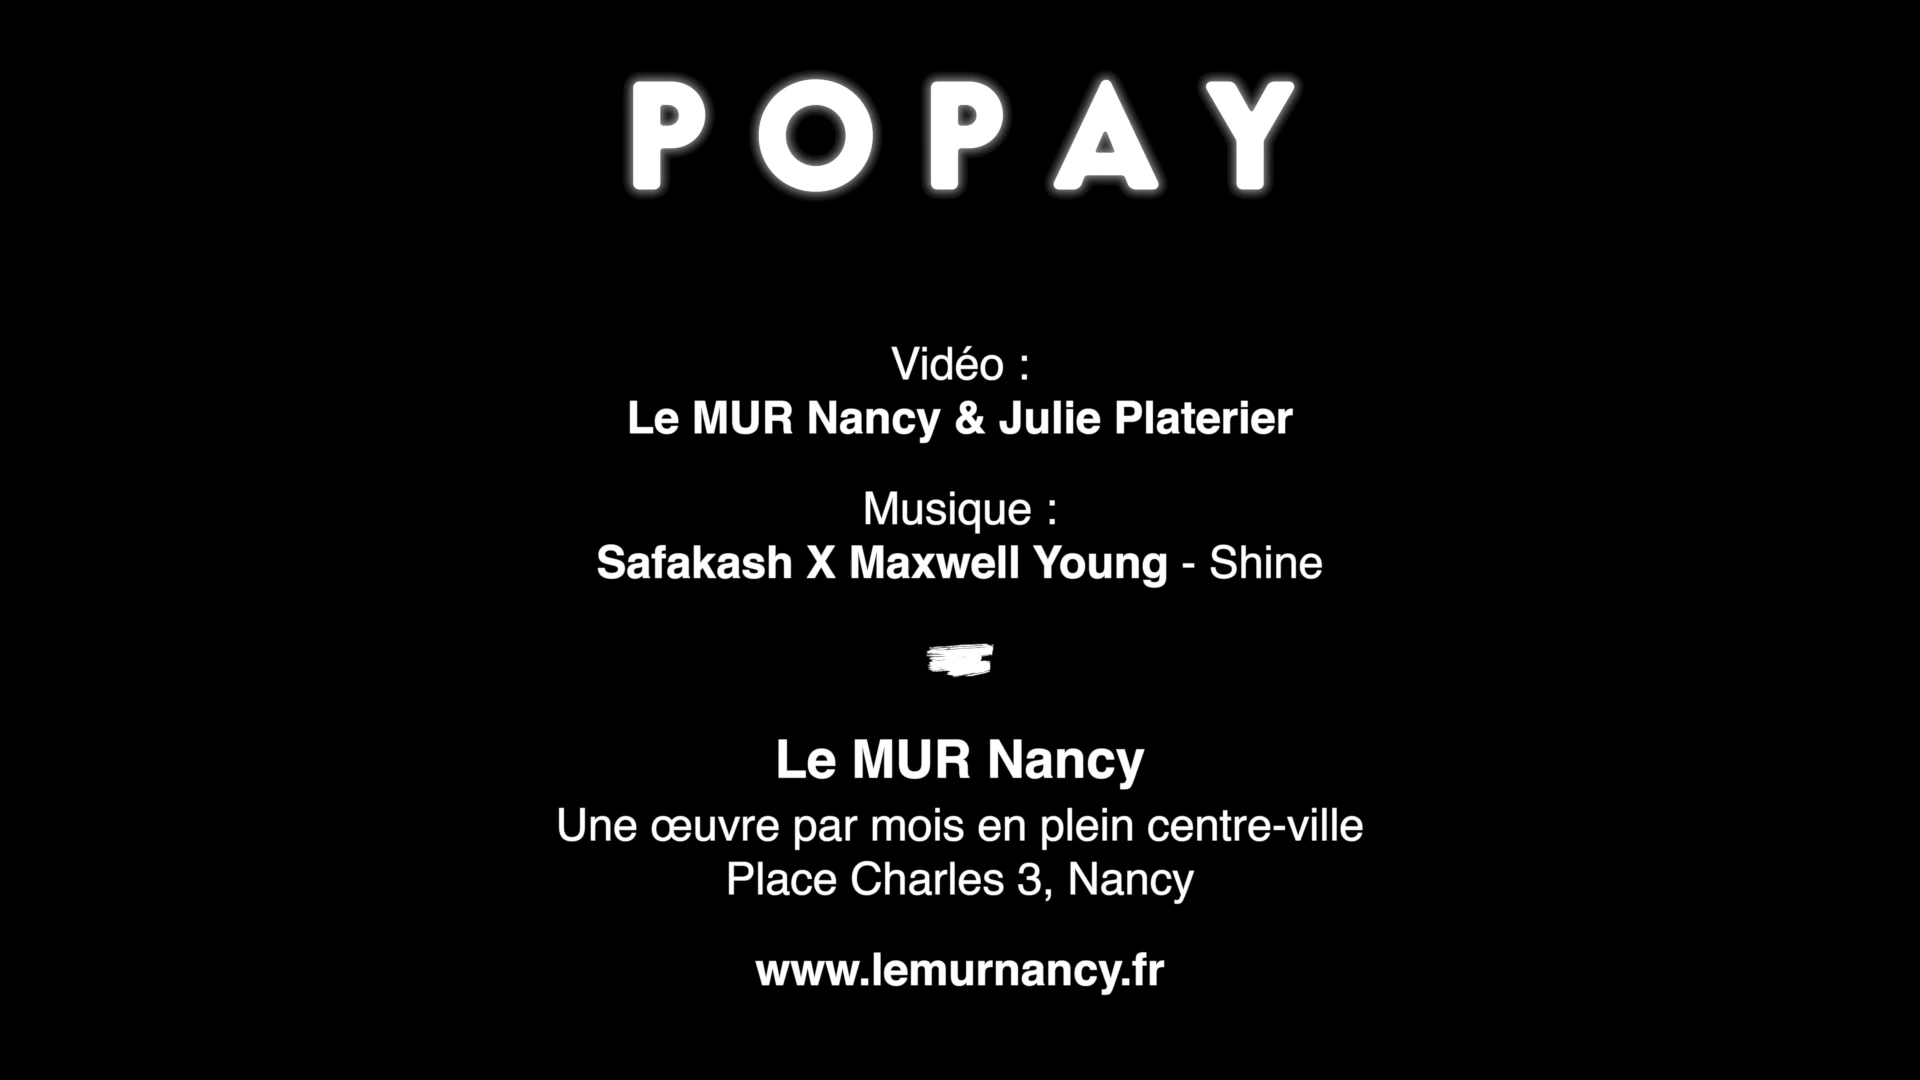 POPAY
Vidéo :
Le MUR Nancy & Julie Platerier
Musique :
Safakash X Maxwell Young - Shine
Le MUR Nancy
Une œuvre par mois en plein centre-ville
Place Charles 3, Nancy
www.lemurnancy.fr